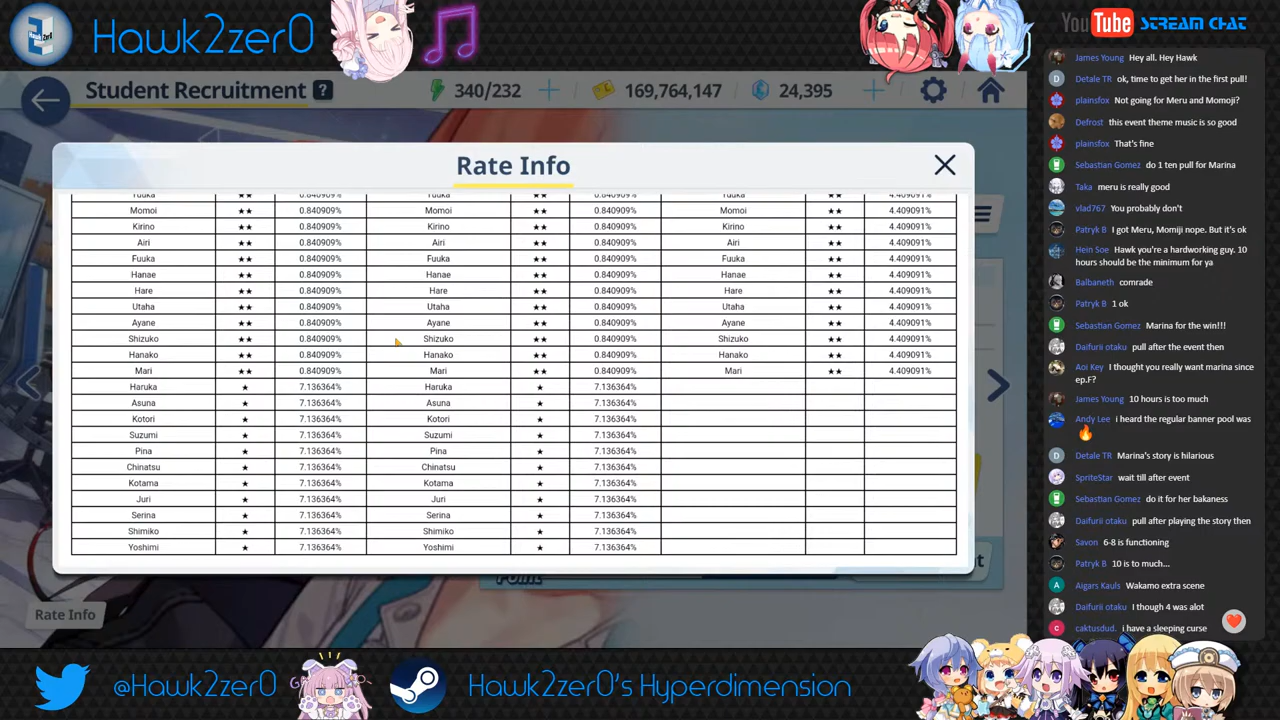 Hawk2zer0
You Tube STREAM CHAT
Student Recruitment ?
340/232
169,764,147
24,395
Rate Info
Yuuka ★★ 0.840909% Yuuka ★★ 0.840909% Yuuka ★★ 4.409091%
Momoi ★★ 0.840909% Momoi ★★ 0.840909% Momoi ★★ 4.409091%
Kirino ★★ 0.840909% Kirino ★★ 0.840909% Kirino ★★ 4.409091%
Airi ★★ 0.840909% Airi ★★ 0.840909% Airi ★★ 4.409091%
Fuuka ★★ 0.840909% Fuuka ★★ 0.840909% Fuuka ★★ 4.409091%
Hanae ★★ 0.840909% Hanae ★★ 0.840909% Hanae ★★ 4.409091%
Hare ★★ 0.840909% Hare ★★ 0.840909% Hare ★★ 4.409091%
Utaha ★★ 0.840909% Utaha ★★ 0.840909% Utaha ★★ 4.409091%
Ayane ★★ 0.840909% Ayane ★★ 0.840909% Ayane ★★ 4.409091%
Shizuko ★★ 0.840909% Shizuko ★★ 0.840909% Shizuko ★★ 4.409091%
Hanako ★★ 0.840909% Hanako ★★ 0.840909% Hanako ★★ 4.409091%
Mari ★★ 0.840909% Mari ★★ 0.840909% Mari ★★ 4.409091%
Haruka ★ 7.136364% Haruka ★ 7.136364%
Asuna ★ 7.136364% Asuna ★ 7.136364%
Kotori ★ 7.136364% Kotori ★ 7.136364%
Suzumi ★ 7.136364% Suzumi ★ 7.136364%
Pina ★ 7.136364% Pina ★ 7.136364%
Chinatsu ★ 7.136364% Chinatsu ★ 7.136364%
Kotama ★ 7.136364% Kotama ★ 7.136364%
Juri ★ 7.136364% Juri ★ 7.136364%
Serina ★ 7.136364% Serina ★ 7.136364%
Shimiko ★ 7.136364% Shimiko ★ 7.136364%
Yoshimi ★ 7.136364% Yoshimi ★ 7.136364%
Point
Rate Info
James Young Hey all. Hey Hawk
D Detale TR ok, time to get her in the first pull!
plainsfox Not going for Meru and Momoji?
Defrost this event theme music is so good
plainsfox That's fine
Sebastian Gomez do 1 ten pull for Marina
Taka meru is really good
vlad767 You probably don't
Patryk B I got Meru, Momiji nope. But it's ok
Hein Soe Hawk you're a hardworking guy. 10
hours should be the minimum for ya
Balbaneth comrade
Patryk B 1 ok
Sebastian Gomez Marina for the win!!!
Daifurii otaku pull after the event then
Aoi Key I thought you really want marina since
ep.F?
James Young 10 hours is too much
Andy Lee i heard the regular banner pool was
🔥
D Detale TR Marina's story is hilarious
SpriteStar wait till after event
Sebastian Gomez do it for her bakaness
Daifurii otaku pull after playing the story then
Savon 6-8 is functioning
Patryk B 10 is to much...
A Aigars Kauls Wakamo extra scene
Daifurii otaku I though 4 was alot
c caktusdud. i have a sleeping curse
@Hawk2zer0
Hawk2zer0's Hyperdimension